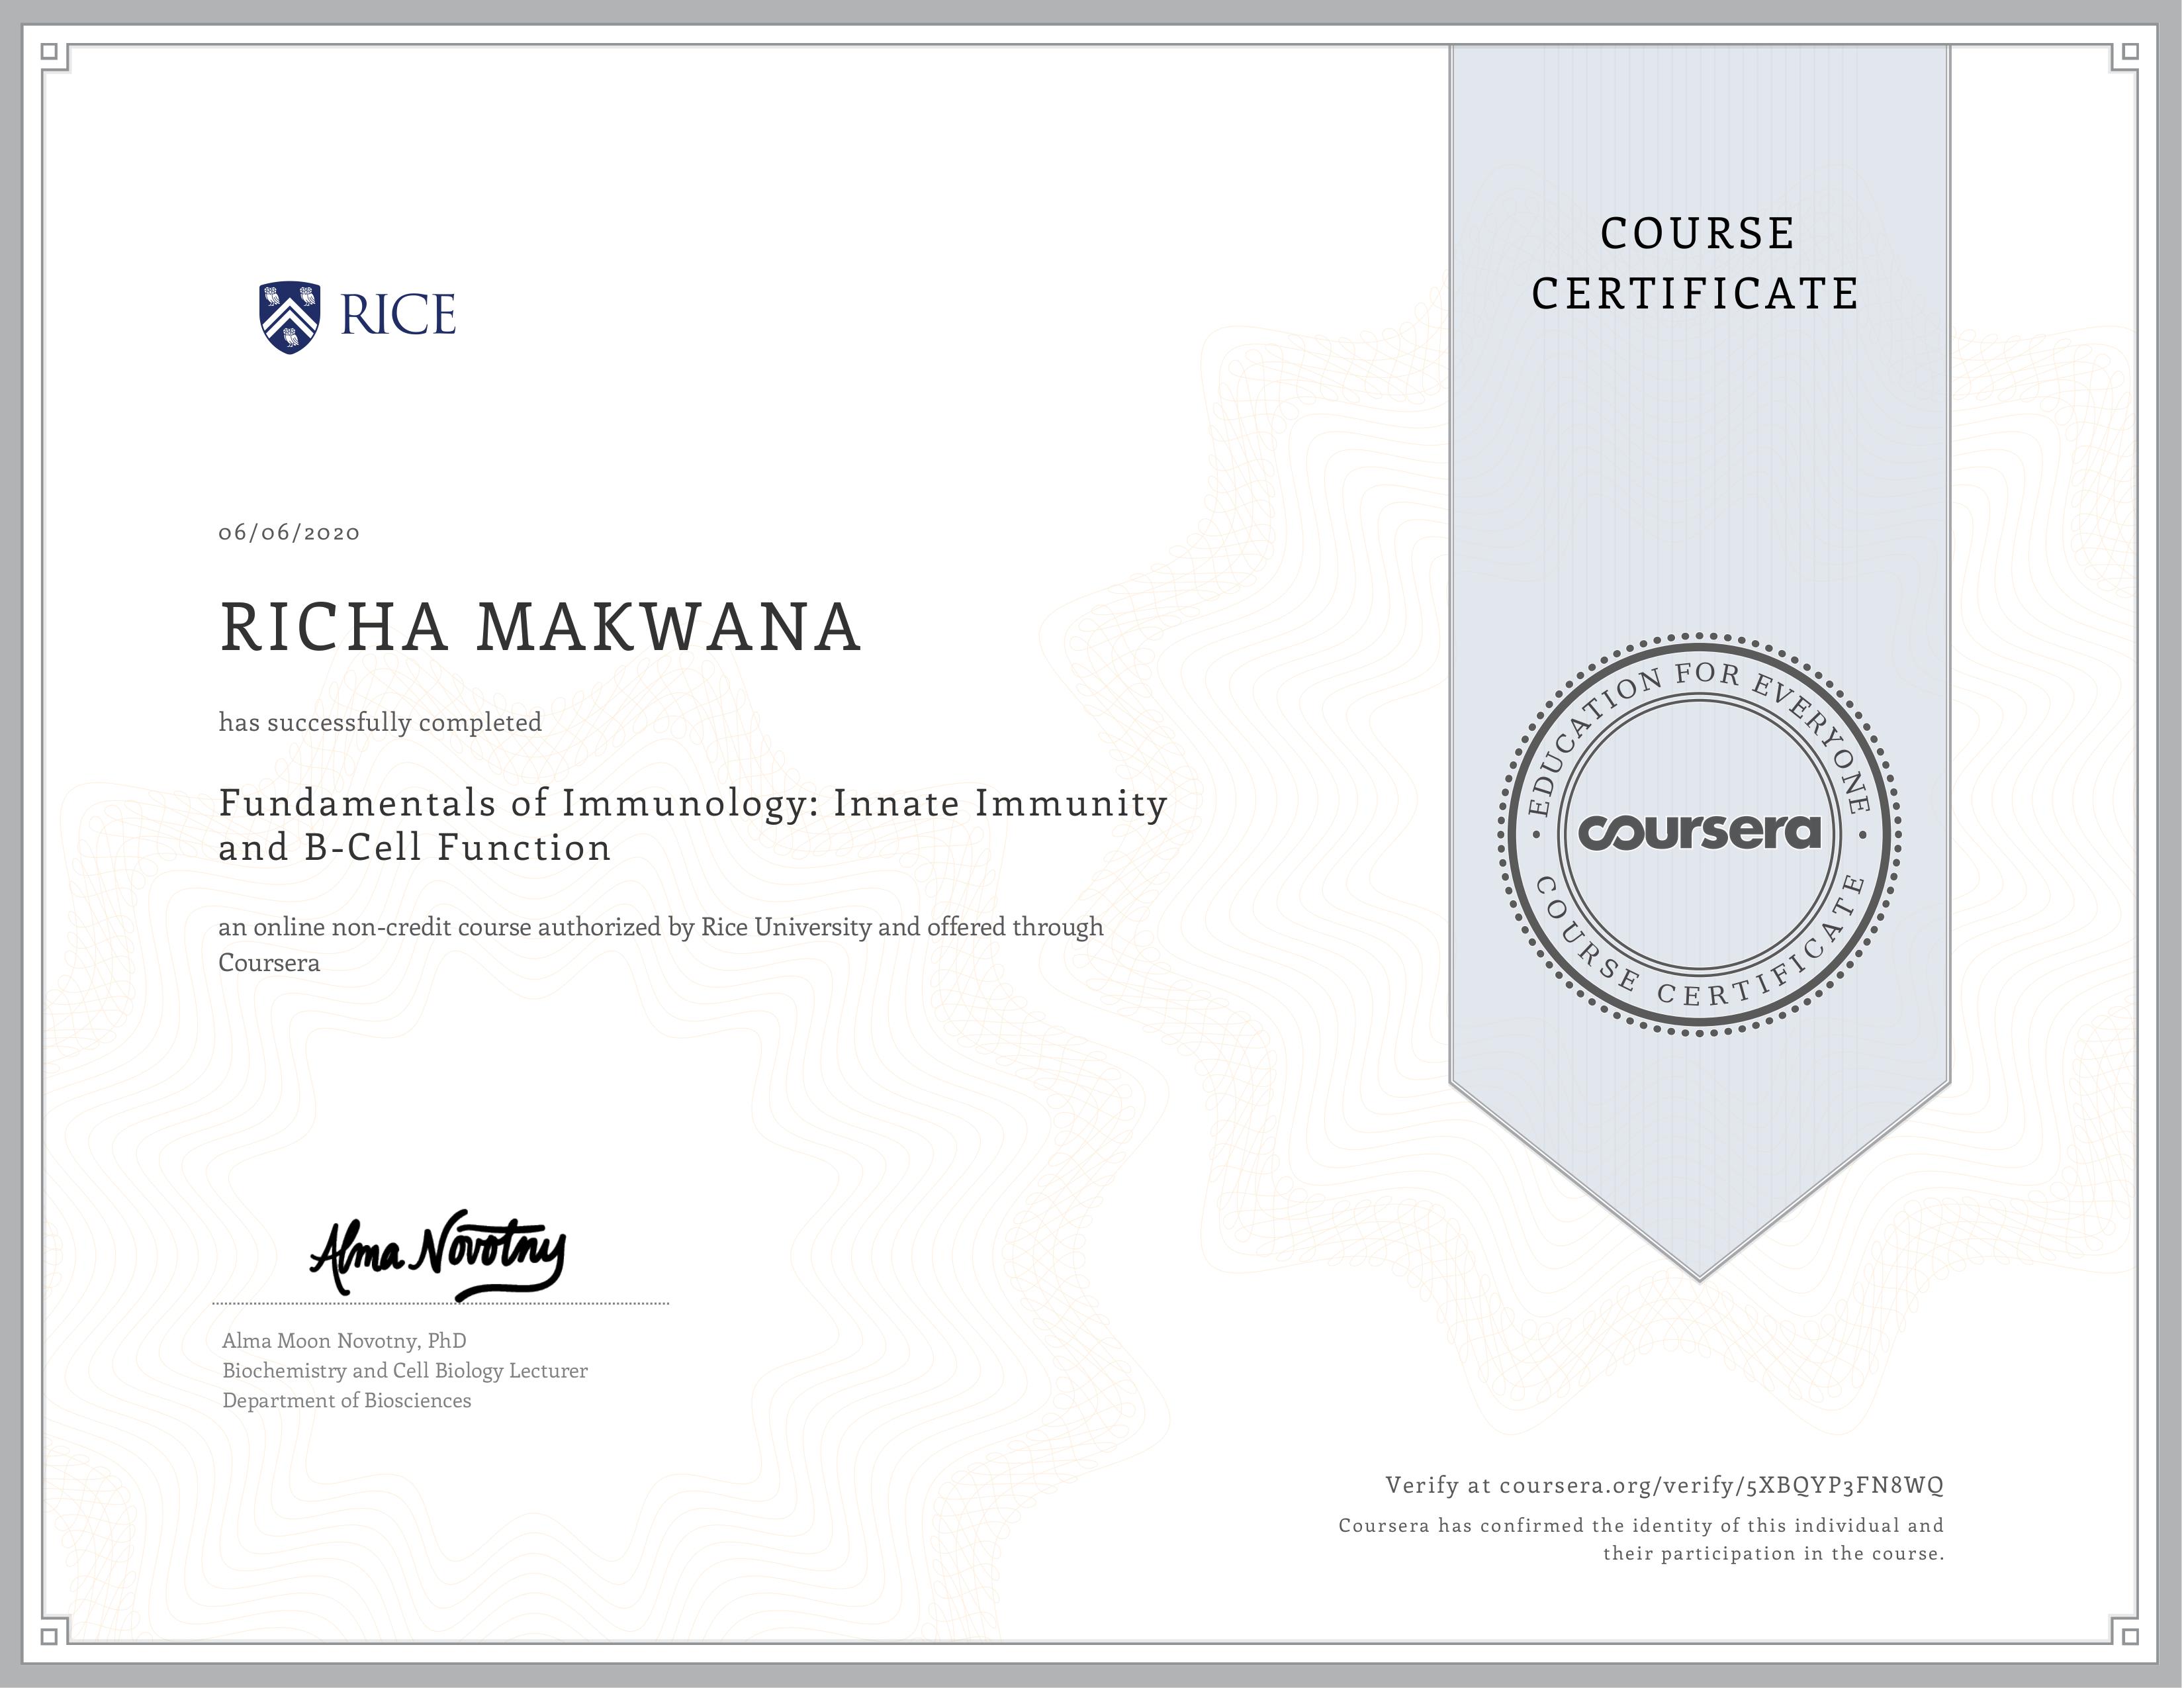 RICE
COURSE
CERTIFICATE
06/06/2020
RICHA MAKWANA
has successfully completed
Fundamentals of Immunology: Innate Immunity
and B-Cell Function
an online non-credit course authorized by Rice University and offered through
Coursera
EDUCATION FOR EVERYONE
coursera
COURSE CERTIFICATE
Alma Novotny
Alma Moon Novotny, PhD
Biochemistry and Cell Biology Lecturer
Department of Biosciences
Verify at coursera.org/verify/5XBQYP3FN8WQ
Coursera has confirmed the identity of this individual and
their participation in the course.